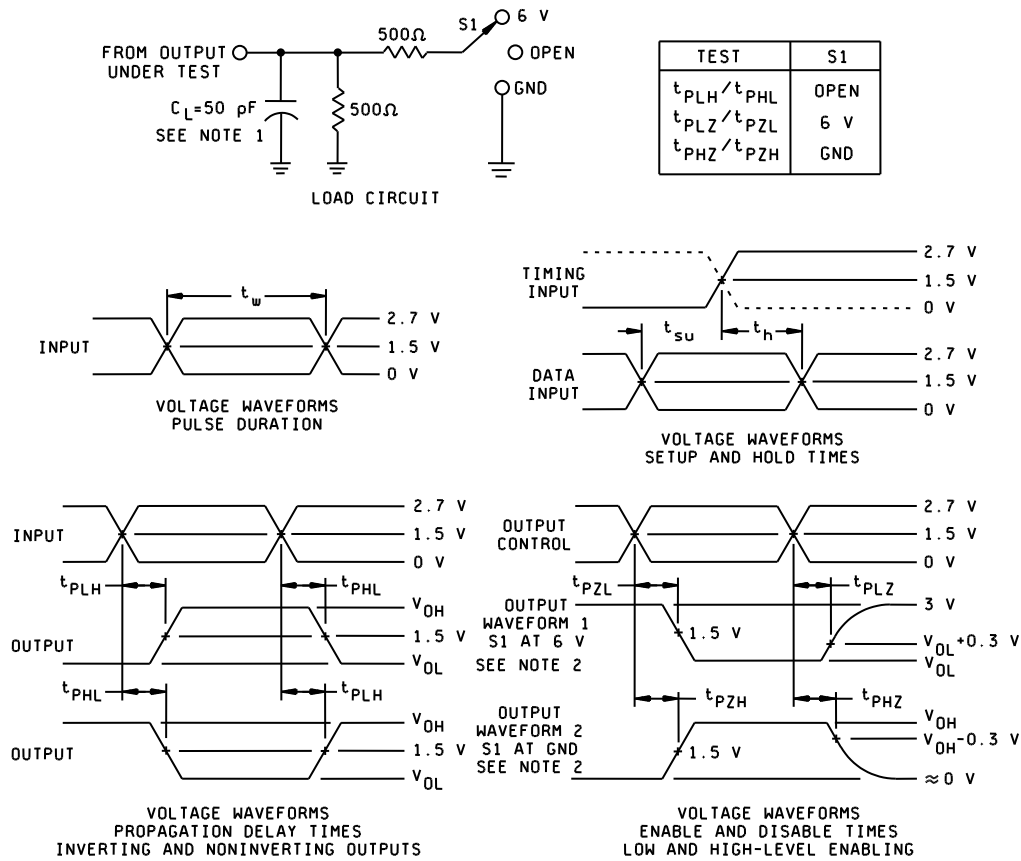 FROM OUTPUT
UNDER TEST
500Ω
S1
6 V
OPEN
GND
C_L=50 pF
SEE NOTE 1
500Ω
LOAD CIRCUIT
TEST S1
t_PLH/t_PHL OPEN
t_PLZ/t_PZL 6 V
t_PHZ/t_PZH GND
INPUT
t_w
2.7 V
1.5 V
0 V
VOLTAGE WAVEFORMS
PULSE DURATION
TIMING
INPUT
2.7 V
1.5 V
0 V
t_su
t_h
DATA
INPUT
2.7 V
1.5 V
0 V
VOLTAGE WAVEFORMS
SETUP AND HOLD TIMES
INPUT
2.7 V
1.5 V
0 V
t_PLH
t_PHL
OUTPUT
V_OH
1.5 V
V_OL
t_PHL
t_PLH
OUTPUT
V_OH
1.5 V
V_OL
VOLTAGE WAVEFORMS
PROPAGATION DELAY TIMES
INVERTING AND NONINVERTING OUTPUTS
OUTPUT
CONTROL
2.7 V
1.5 V
0 V
t_PZL
t_PLZ
OUTPUT
WAVEFORM 1
S1 AT 6 V
SEE NOTE 2
1.5 V
3 V
V_OL+0.3 V
V_OL
t_PZH
t_PHZ
OUTPUT
WAVEFORM 2
S1 AT GND
SEE NOTE 2
1.5 V
V_OH
V_OH-0.3 V
≈0 V
VOLTAGE WAVEFORMS
ENABLE AND DISABLE TIMES
LOW AND HIGH-LEVEL ENABLING